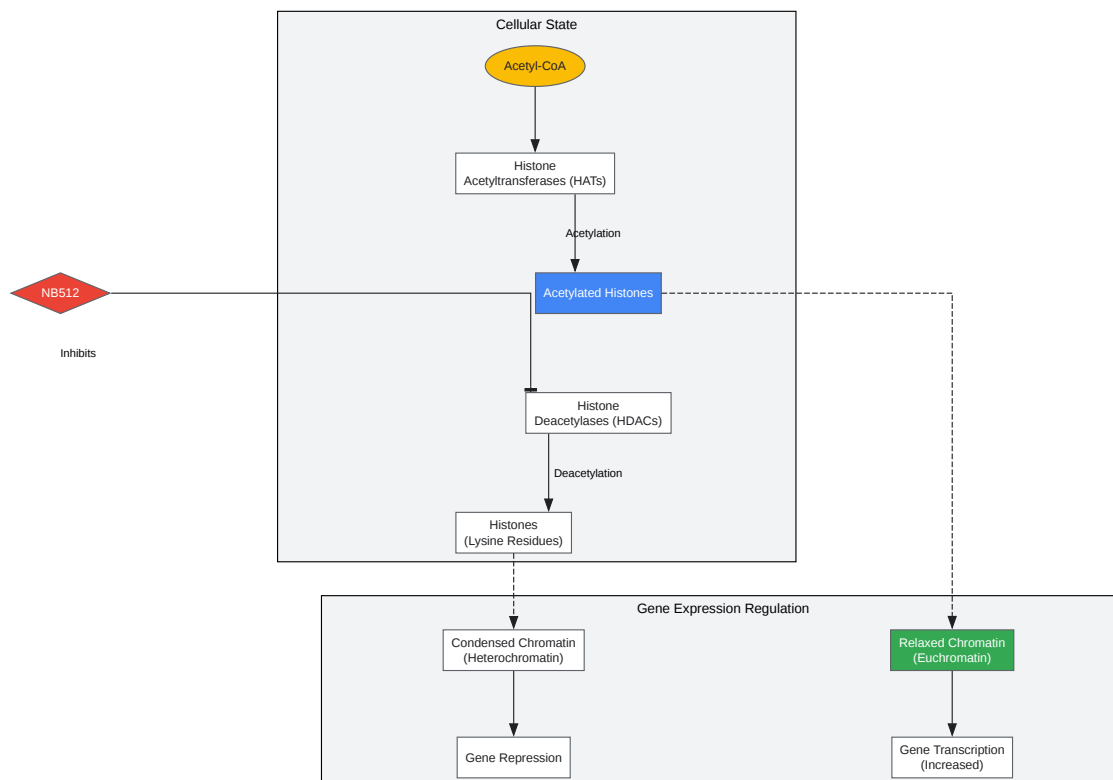 Cellular State
Acetyl-CoA
Histone
Acetyltransferases (HATs)
Acetylation
NB512
Acetylated Histones
Inhibits
Histone
Deacetylases (HDACs)
Deacetylation
Histones
(Lysine Residues)
Gene Expression Regulation
Condensed Chromatin
(Heterochromatin)
Relaxed Chromatin
(Euchromatin)
Gene Repression
Gene Transcription
(Increased)